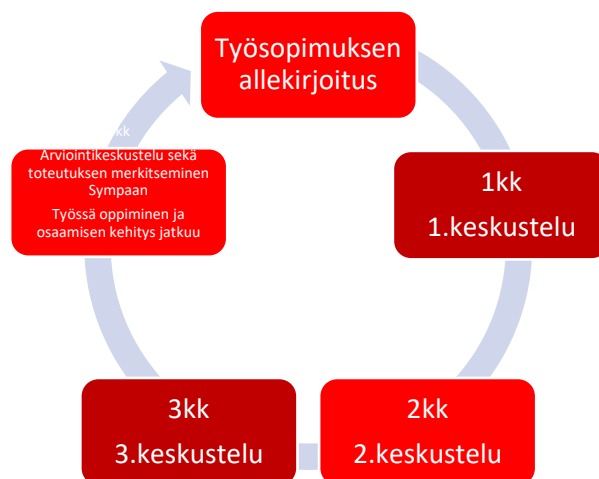 Työsopimuksen
allekirjoitus
1kk
1.keskustelu
2kk
2.keskustelu
3kk
3.keskustelu
kk
Arviointikeskustelu sekä
toteutuksen merkitseminen
Sympaan
Työssä oppiminen ja
osaamisen kehitys jatkuu